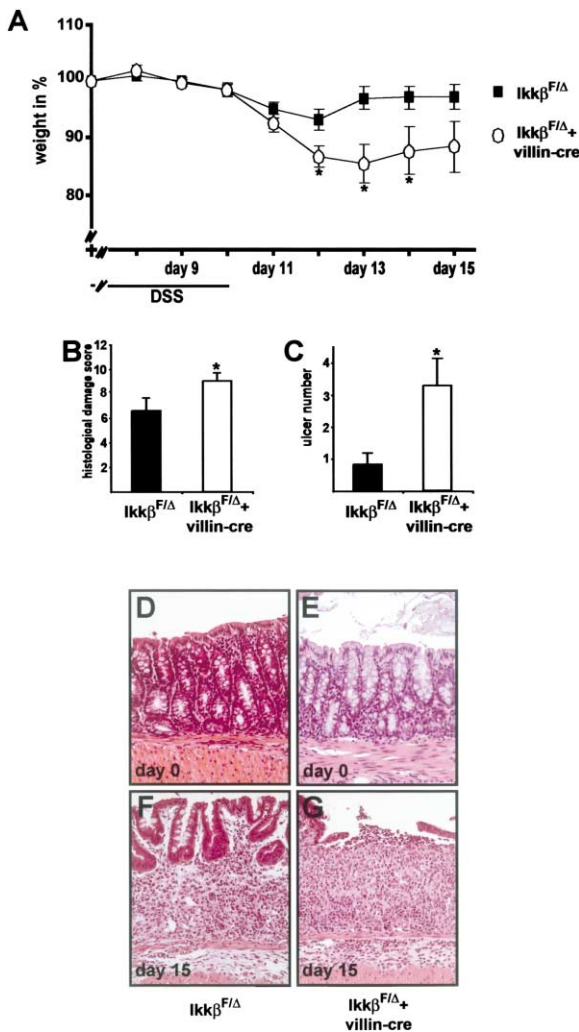 A
110
100
90
80
weight in %
IkkβF/Δ
IkkβF/Δ+
villin-cre
*
*
*
+
day 9
day 11
day 13
day 15
-
DSS
B
12
10
8
6
4
2
histological damage score
*
IkkβF/Δ
IkkβF/Δ+
villin-cre
C
4
3
2
1
ulcer number
*
IkkβF/Δ
IkkβF/Δ+
villin-cre
D
day 0
E
day 0
F
day 15
G
day 15
IkkβF/Δ
IkkβF/Δ+
villin-cre